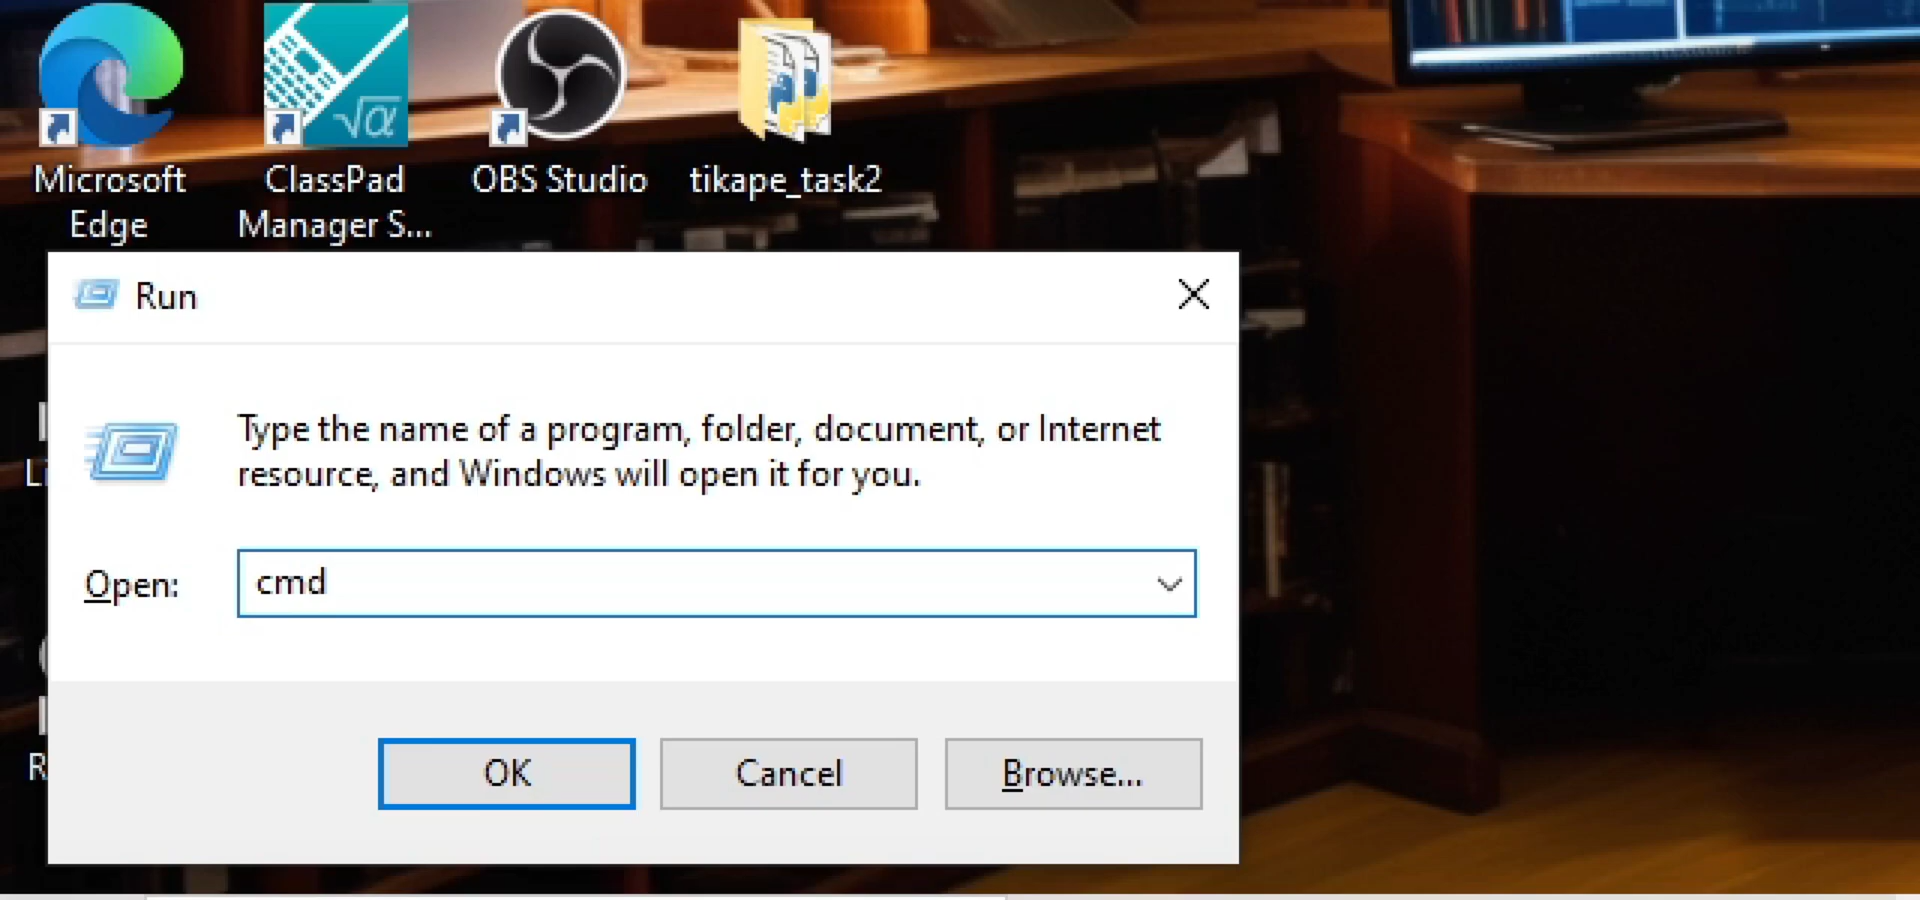 Microsoft
Edge
ClassPad
Manager S...
OBS Studio
tikape_task2
√α
Run
Type the name of a program, folder, document, or Internet
resource, and Windows will open it for you.
Open:
cmd
OK
Cancel
Browse...
Li
R